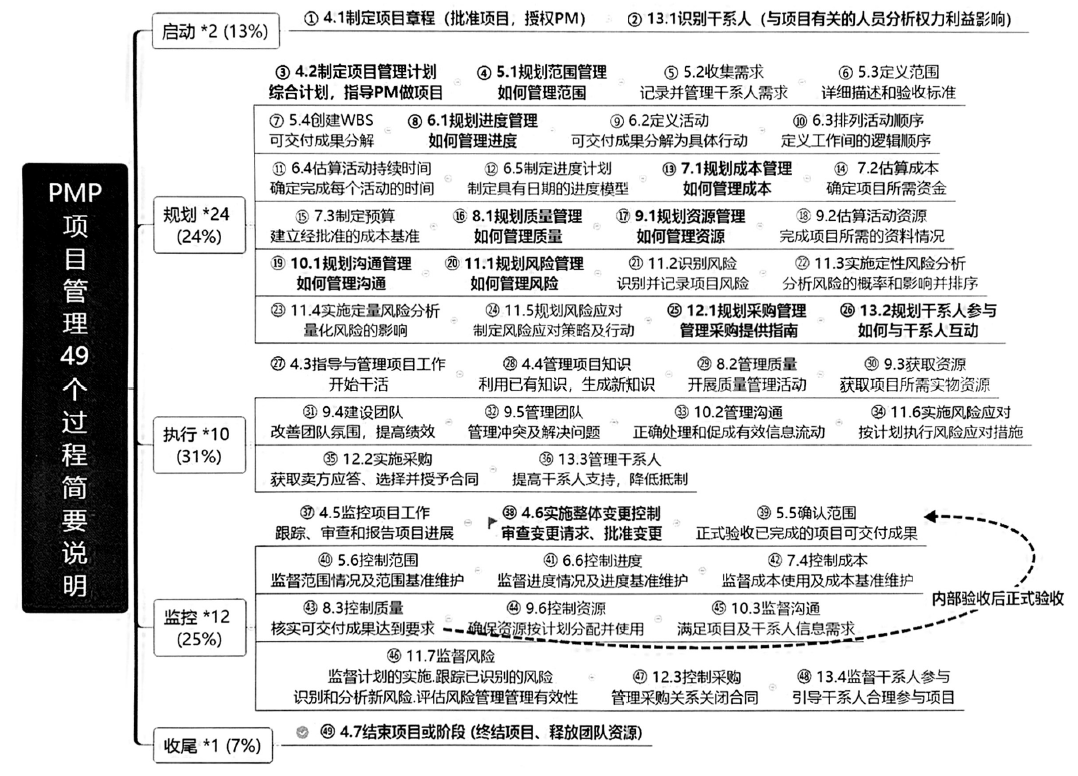 PMP项目管理49个过程简要说明
启动 *2 (13%)
① 4.1制定项目章程（批准项目，授权PM） ② 13.1识别干系人（与项目有关的人员分析权力利益影响）
规划 *24
(24%)
③ 4.2制定项目管理计划 ④ 5.1规划范围管理 ⑤ 5.2收集需求 ⑥ 5.3定义范围
综合计划，指导PM做项目 如何管理范围 记录并管理干系人需求 详细描述和验收标准
⑦ 5.4创建WBS ⑧ 6.1规划进度管理 ⑨ 6.2定义活动 ⑩ 6.3排列活动顺序
可交付成果分解 如何管理进度 可交付成果分解为具体行动 定义工作间的逻辑顺序
⑪ 6.4估算活动持续时间 ⑫ 6.5制定进度计划 ⑬ 7.1规划成本管理 ⑭ 7.2估算成本
确定完成每个活动的时间 制定具有日期的进度模型 如何管理成本 确定项目所需资金
⑮ 7.3制定预算 ⑯ 8.1规划质量管理 ⑰ 9.1规划资源管理 ⑱ 9.2估算活动资源
建立经批准的成本基准 如何管理质量 如何管理资源 完成项目所需的资料情况
⑲ 10.1规划沟通管理 ⑳ 11.1规划风险管理 ㉑ 11.2识别风险 ㉒ 11.3实施定性风险分析
如何管理沟通 如何管理风险 识别并记录项目风险 分析风险的概率和影响并排序
㉓ 11.4实施定量风险分析 ㉔ 11.5规划风险应对 ㉕ 12.1规划采购管理 ㉖ 13.2规划干系人参与
量化风险的影响 制定风险应对策略及行动 管理采购提供指南 如何与干系人互动
执行 *10
(31%)
㉗ 4.3指导与管理项目工作 ㉘ 4.4管理项目知识 ㉙ 8.2管理质量 ㉚ 9.3获取资源
开始干活 利用已有知识，生成新知识 开展质量管理活动 获取项目所需实物资源
㉛ 9.4建设团队 ㉜ 9.5管理团队 ㉝ 10.2管理沟通 ㉞ 11.6实施风险应对
改善团队氛围，提高绩效 管理冲突及解决问题 正确处理和促成有效信息流动 按计划执行风险应对措施
㉟ 12.2实施采购 ㊱ 13.3管理干系人
获取卖方应答、选择并授予合同 提高干系人支持，降低抵制
监控 *12
(25%)
㊲ 4.5监控项目工作 ㊳ 4.6实施整体变更控制 ㊴ 5.5确认范围
跟踪、审查和报告项目进展 审查变更请求、批准变更 正式验收已完成的项目可交付成果
㊵ 5.6控制范围 ㊶ 6.6控制进度 ㊷ 7.4控制成本
监督范围情况及范围基准维护 监督进度情况及进度基准维护 监督成本使用及成本基准维护
内部验收后正式验收
㊸ 8.3控制质量 ㊹ 9.6控制资源 ㊺ 10.3监督沟通
核实可交付成果达到要求 确保资源按计划分配并使用 满足项目及干系人信息需求
㊻ 11.7监督风险
监督计划的实施.跟踪已识别的风险 ㊼ 12.3控制采购 ㊽ 13.4监督干系人参与
识别和分析新风险.评估风险管理管理有效性 管理采购关系关闭合同 引导干系人合理参与项目
收尾 *1 (7%)
㊾ 4.7结束项目或阶段 (终结项目、释放团队资源)